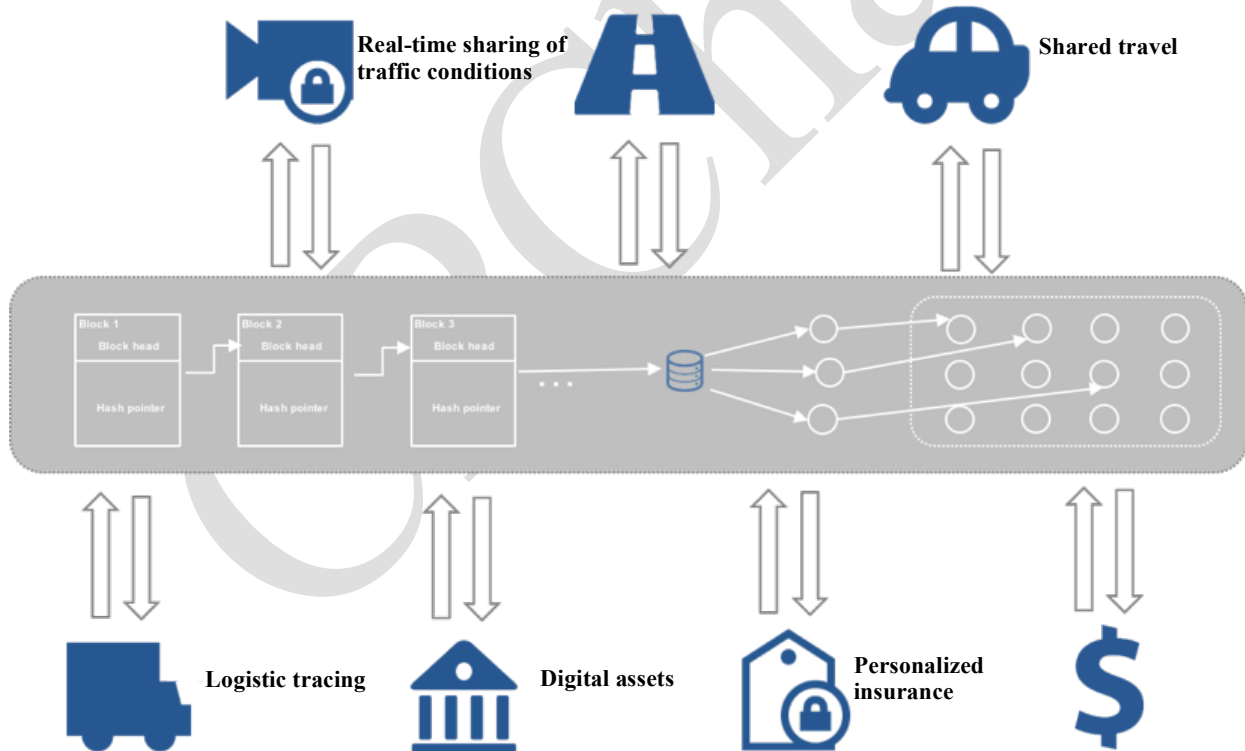 Real-time sharing of
traffic conditions
Shared travel
Block 1
Block head
Hash pointer
Block 2
Block head
Hash pointer
Block 3
Block head
Hash pointer
...
Logistic tracing
Digital assets
Personalized
insurance
$